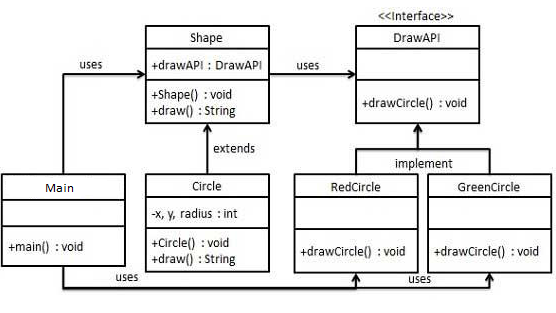 <<Interface>>
Shape
+drawAPI : DrawAPI
+Shape() : void
+draw() : String
uses
uses
DrawAPI
+drawCircle() : void
extends
implement
Main
+main() : void
Circle
-x, y, radius : int
+Circle() : void
+draw() : String
RedCircle
+drawCircle() : void
GreenCircle
+drawCircle() : void
uses
uses